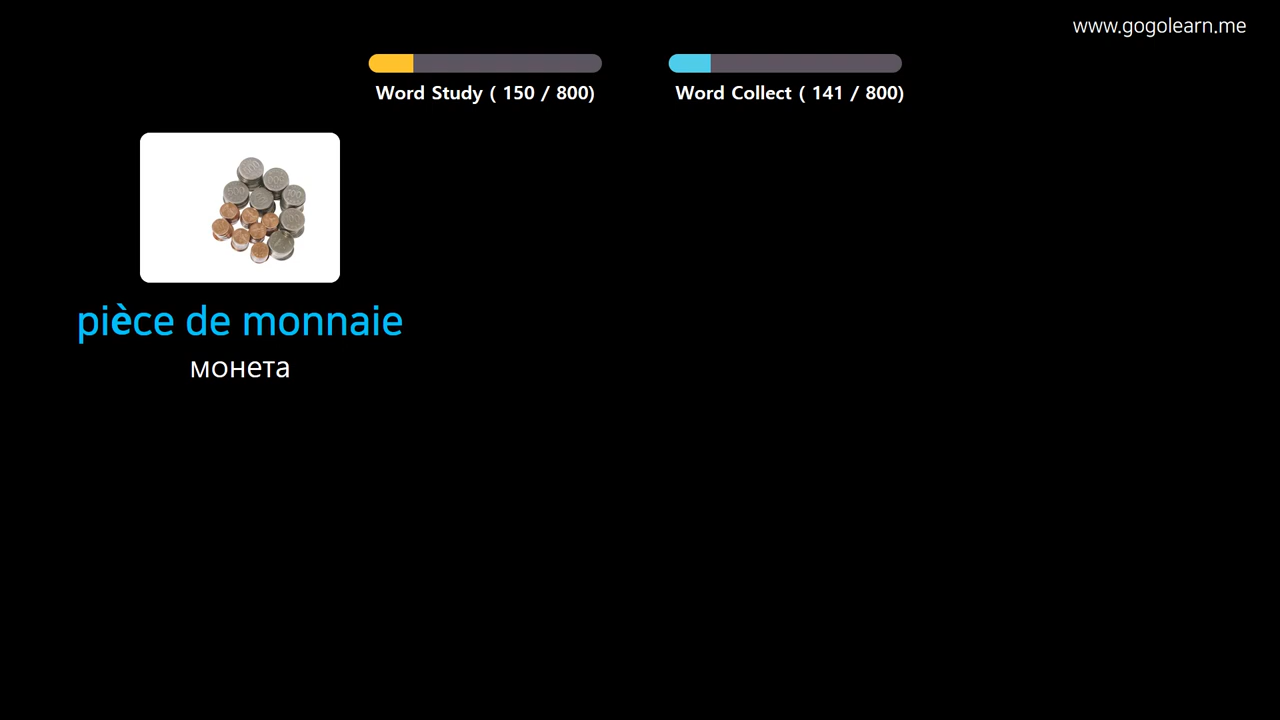 www.gogolearn.me
Word Study ( 150 / 800)
Word Collect ( 141 / 800)
pièce de monnaie
монета